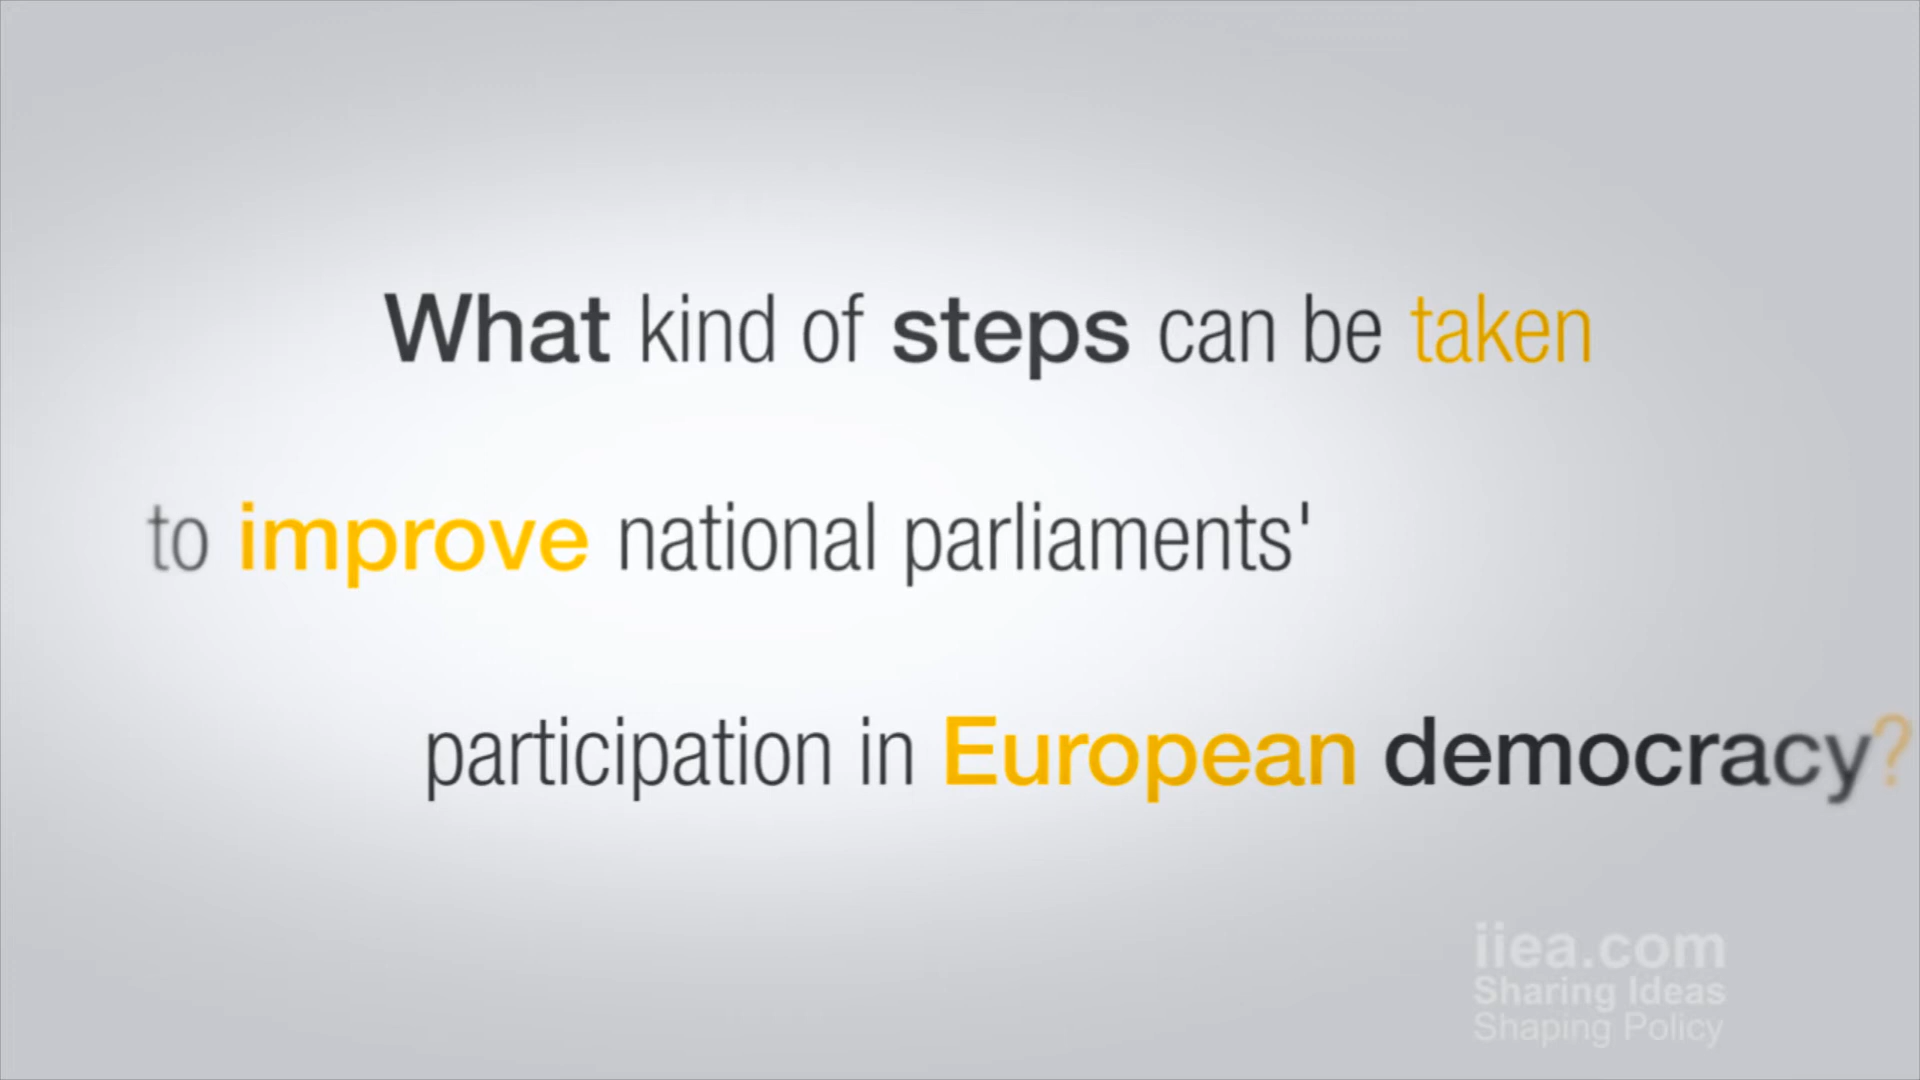 What kind of steps can be taken
to improve national parliaments'
participation in European democracy?
iiea.com
Sharing Ideas
Shaping Policy